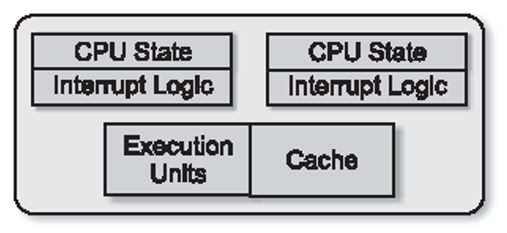 CPU State
Interrupt Logic
CPU State
Interrupt Logic
Execution
Units
Cache